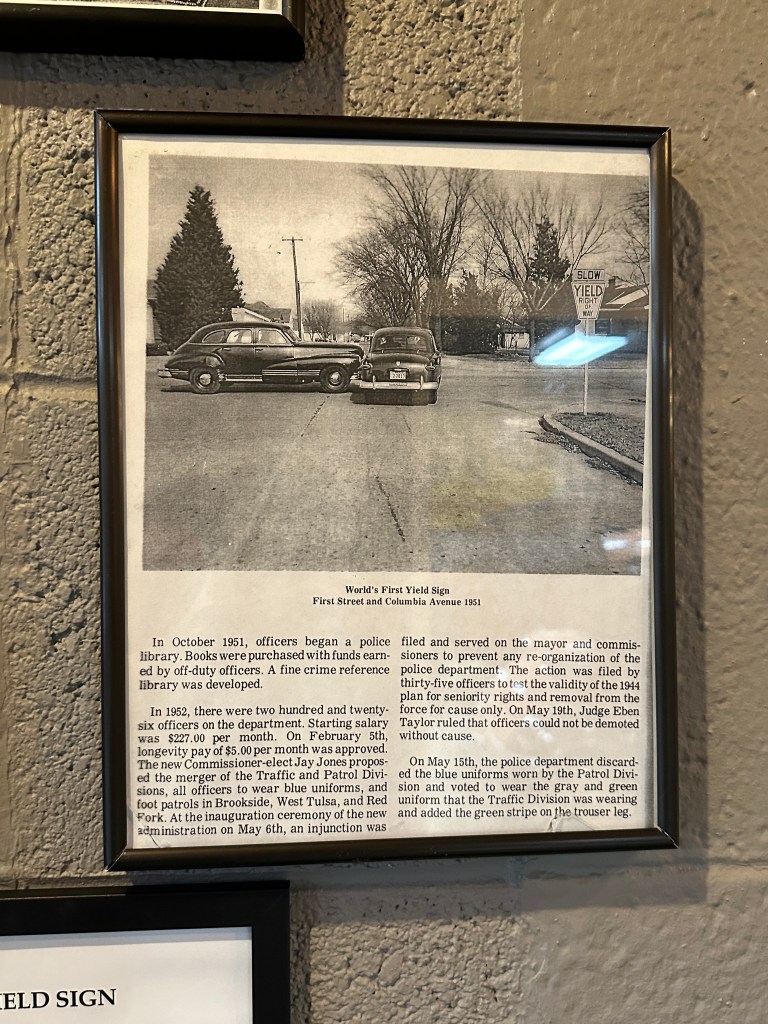 SLOW
YIELD
RIGHT
OF
WAY
World's First Yield Sign
First Street and Columbia Avenue 1951
In October 1951, officers began a police
library. Books were purchased with funds earn-
ed by off-duty officers. A fine crime reference
library was developed.
In 1952, there were two hundred and twenty-
six officers on the department. Starting salary
was $227.00 per month. On February 5th,
longevity pay of $5.00 per month was approved.
The new Commissioner-elect Jay Jones propos-
ed the merger of the Traffic and Patrol Divi-
sions, all officers to wear blue uniforms, and
foot patrols in Brookside, West Tulsa, and Red
Fork. At the inauguration ceremony of the new
administration on May 6th, an injunction was
filed and served on the mayor and commis-
sioners to prevent any re-organization of the
police department. The action was filed by
thirty-five officers to test the validity of the 1944
plan for seniority rights and removal from the
force for cause only. On May 19th, Judge Eben
Taylor ruled that officers could not be demoted
without cause.
On May 15th, the police department discard-
ed the blue uniforms worn by the Patrol Divi-
sion and voted to wear the gray and green
uniform that the Traffic Division was wearing
and added the green stripe on the trouser leg.
IELD SIGN